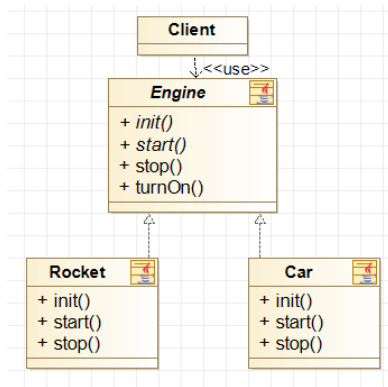 Client
<<use>>
Engine
+ init()
+ start()
+ stop()
+ turnOn()
Rocket
+ init()
+ start()
+ stop()
Car
+ init()
+ start()
+ stop()